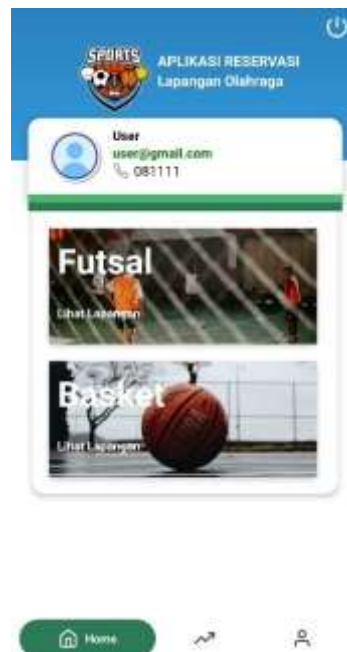 SPORTS
APLIKASI RESERVASI
Lapangan Olahraga
User
user@gmail.com
081111
Futsal
Lihat Lapangan
Basket
Lihat Lapangan
Home